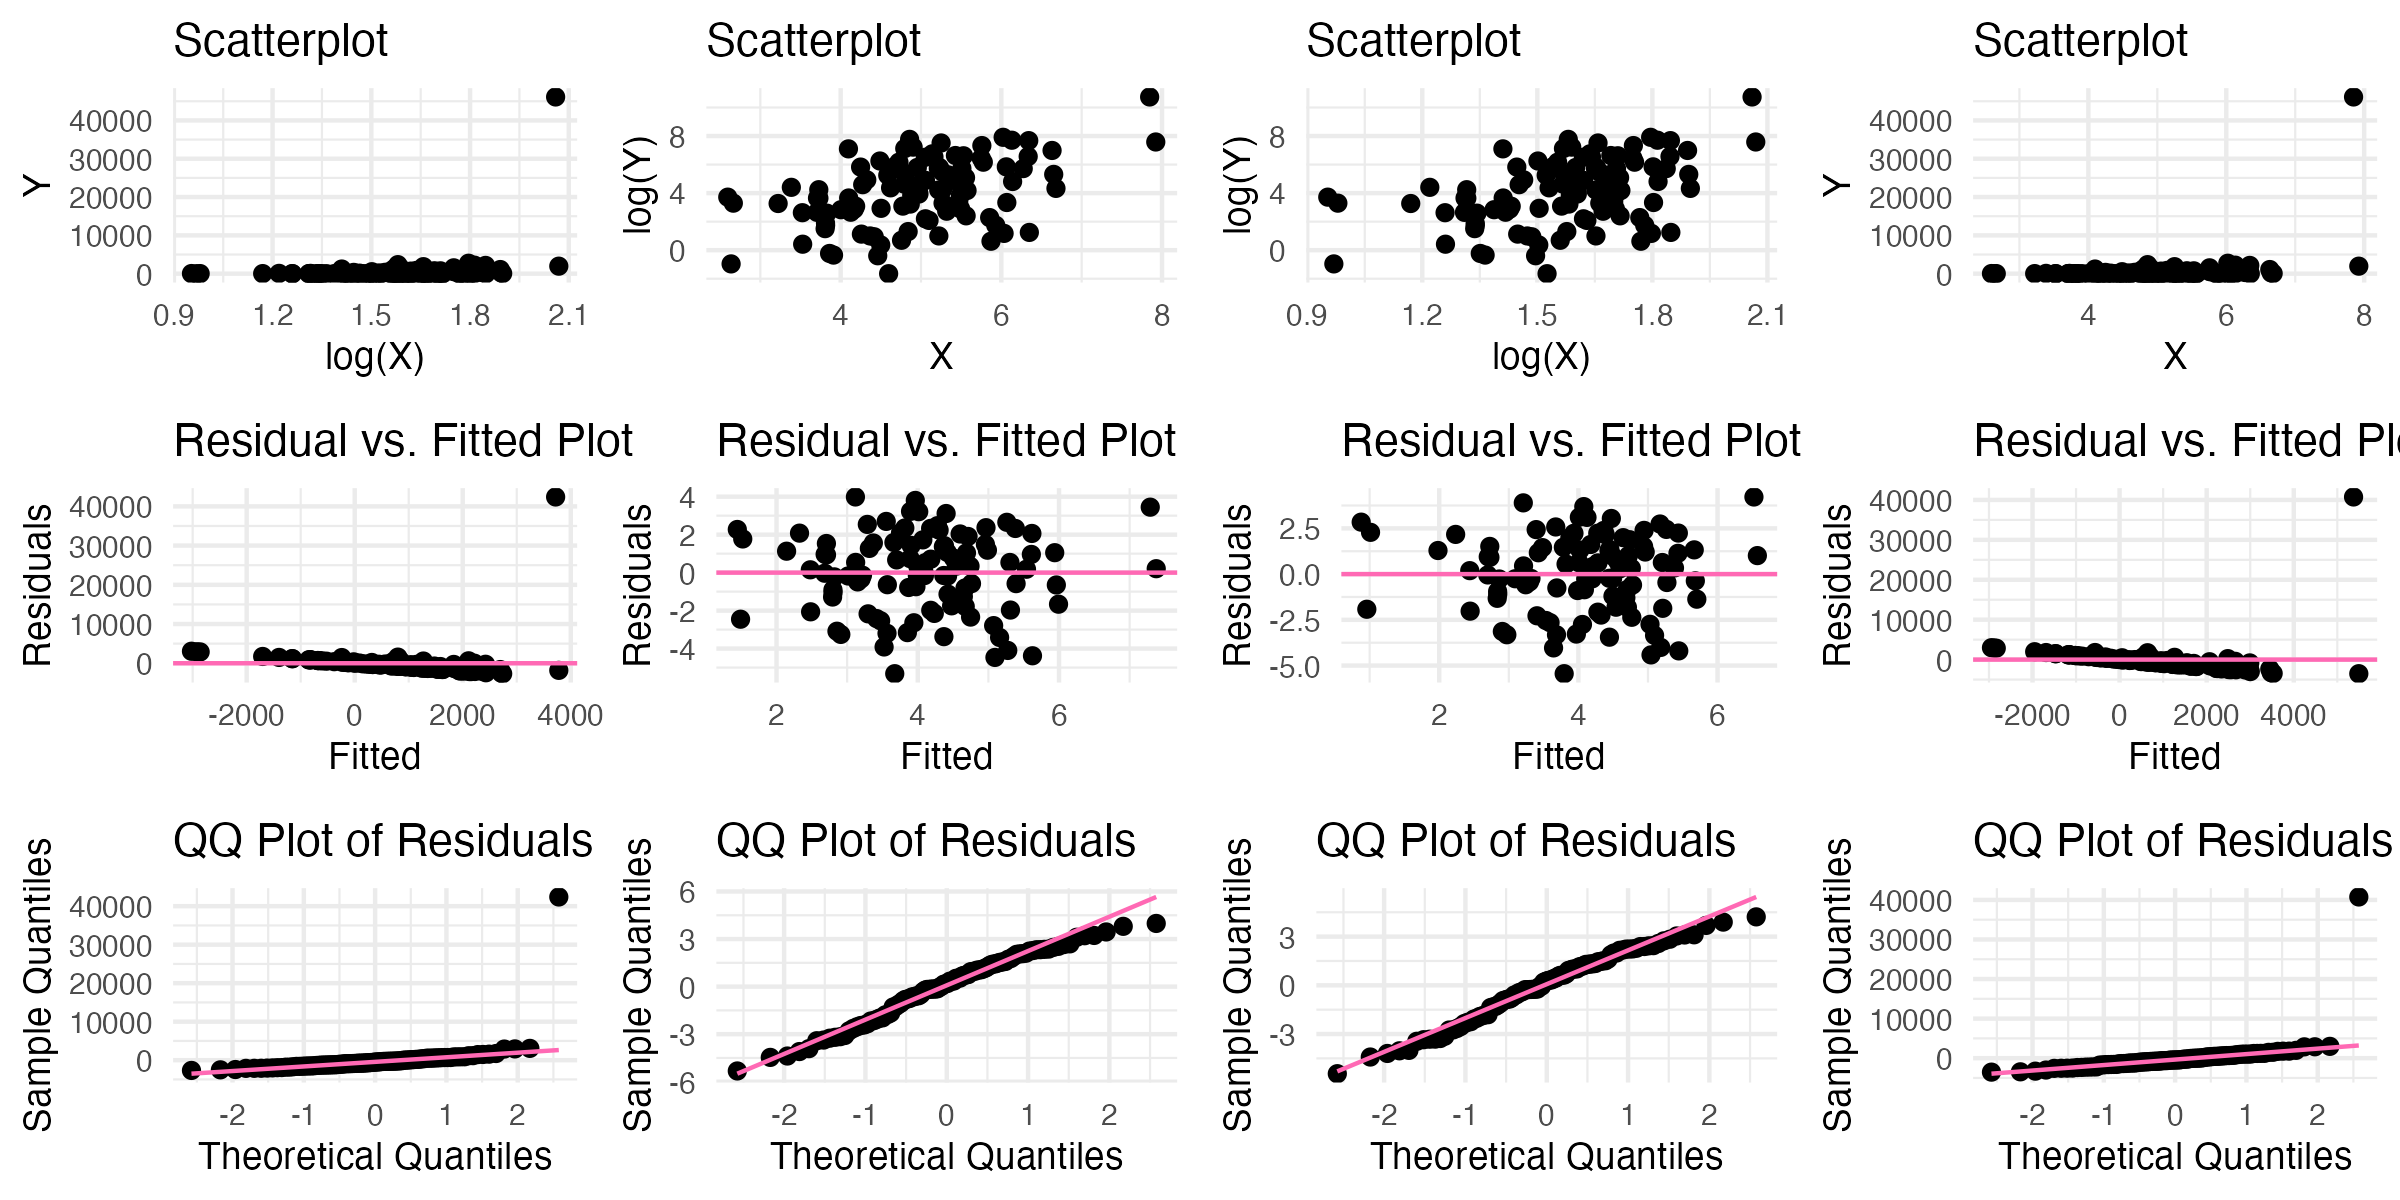 Scatterplot
Y
40000
30000
20000
10000
0
0.9 1.2 1.5 1.8 2.1
log(X)
Scatterplot
log(Y)
8
4
0
4 6 8
X
Scatterplot
log(Y)
8
4
0
0.9 1.2 1.5 1.8 2.1
log(X)
Scatterplot
Y
40000
30000
20000
10000
0
4 6 8
X
Residual vs. Fitted Plot
Residuals
40000
30000
20000
10000
0
-2000 0 2000 4000
Fitted
Residual vs. Fitted Plot
Residuals
4
2
0
-2
-4
2 4 6
Fitted
Residual vs. Fitted Plot
Residuals
2.5
0.0
-2.5
-5.0
2 4 6
Fitted
Residual vs. Fitted Pl
Residuals
40000
30000
20000
10000
0
-2000 0 2000 4000
Fitted
QQ Plot of Residuals
Sample Quantiles
40000
30000
20000
10000
0
-2 -1 0 1 2
Theoretical Quantiles
QQ Plot of Residuals
Sample Quantiles
6
3
0
-3
-6
-2 -1 0 1 2
Theoretical Quantiles
QQ Plot of Residuals
Sample Quantiles
3
0
-3
-2 -1 0 1 2
Theoretical Quantiles
QQ Plot of Residuals
Sample Quantiles
40000
30000
20000
10000
0
-2 -1 0 1 2
Theoretical Quantiles